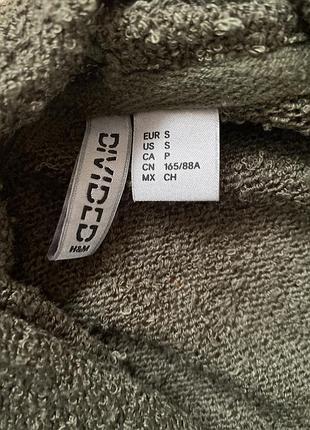 DIVIDED
H&M
EUR S
US S
CA P
CN 165/88A
MX CH